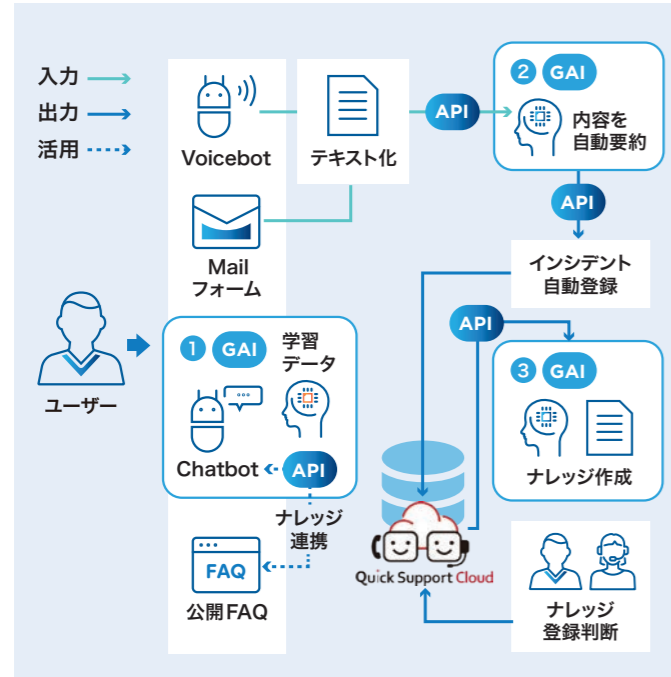 入力
出力
活用
Voicebot
テキスト化
API
2 GAI
内容を
自動要約
API
Mail
フォーム
インシデント
自動登録
ユーザー
1 GAI
学習
データ
Chatbot
API
API
3 GAI
ナレッジ作成
ナレッジ
連携
FAQ
公開FAQ
Quick Support Cloud
ナレッジ
登録判断